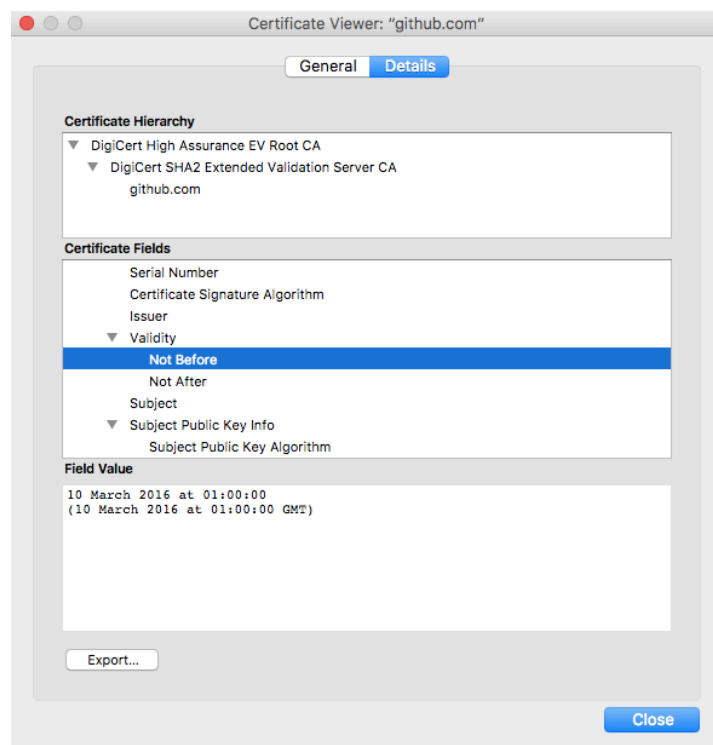 Certificate Viewer: “github.com”
General Details
Certificate Hierarchy
DigiCert High Assurance EV Root CA
DigiCert SHA2 Extended Validation Server CA
github.com
Certificate Fields
Serial Number
Certificate Signature Algorithm
Issuer
Validity
Not Before
Not After
Subject
Subject Public Key Info
Subject Public Key Algorithm
Field Value
10 March 2016 at 01:00:00
(10 March 2016 at 01:00:00 GMT)
Export...
Close